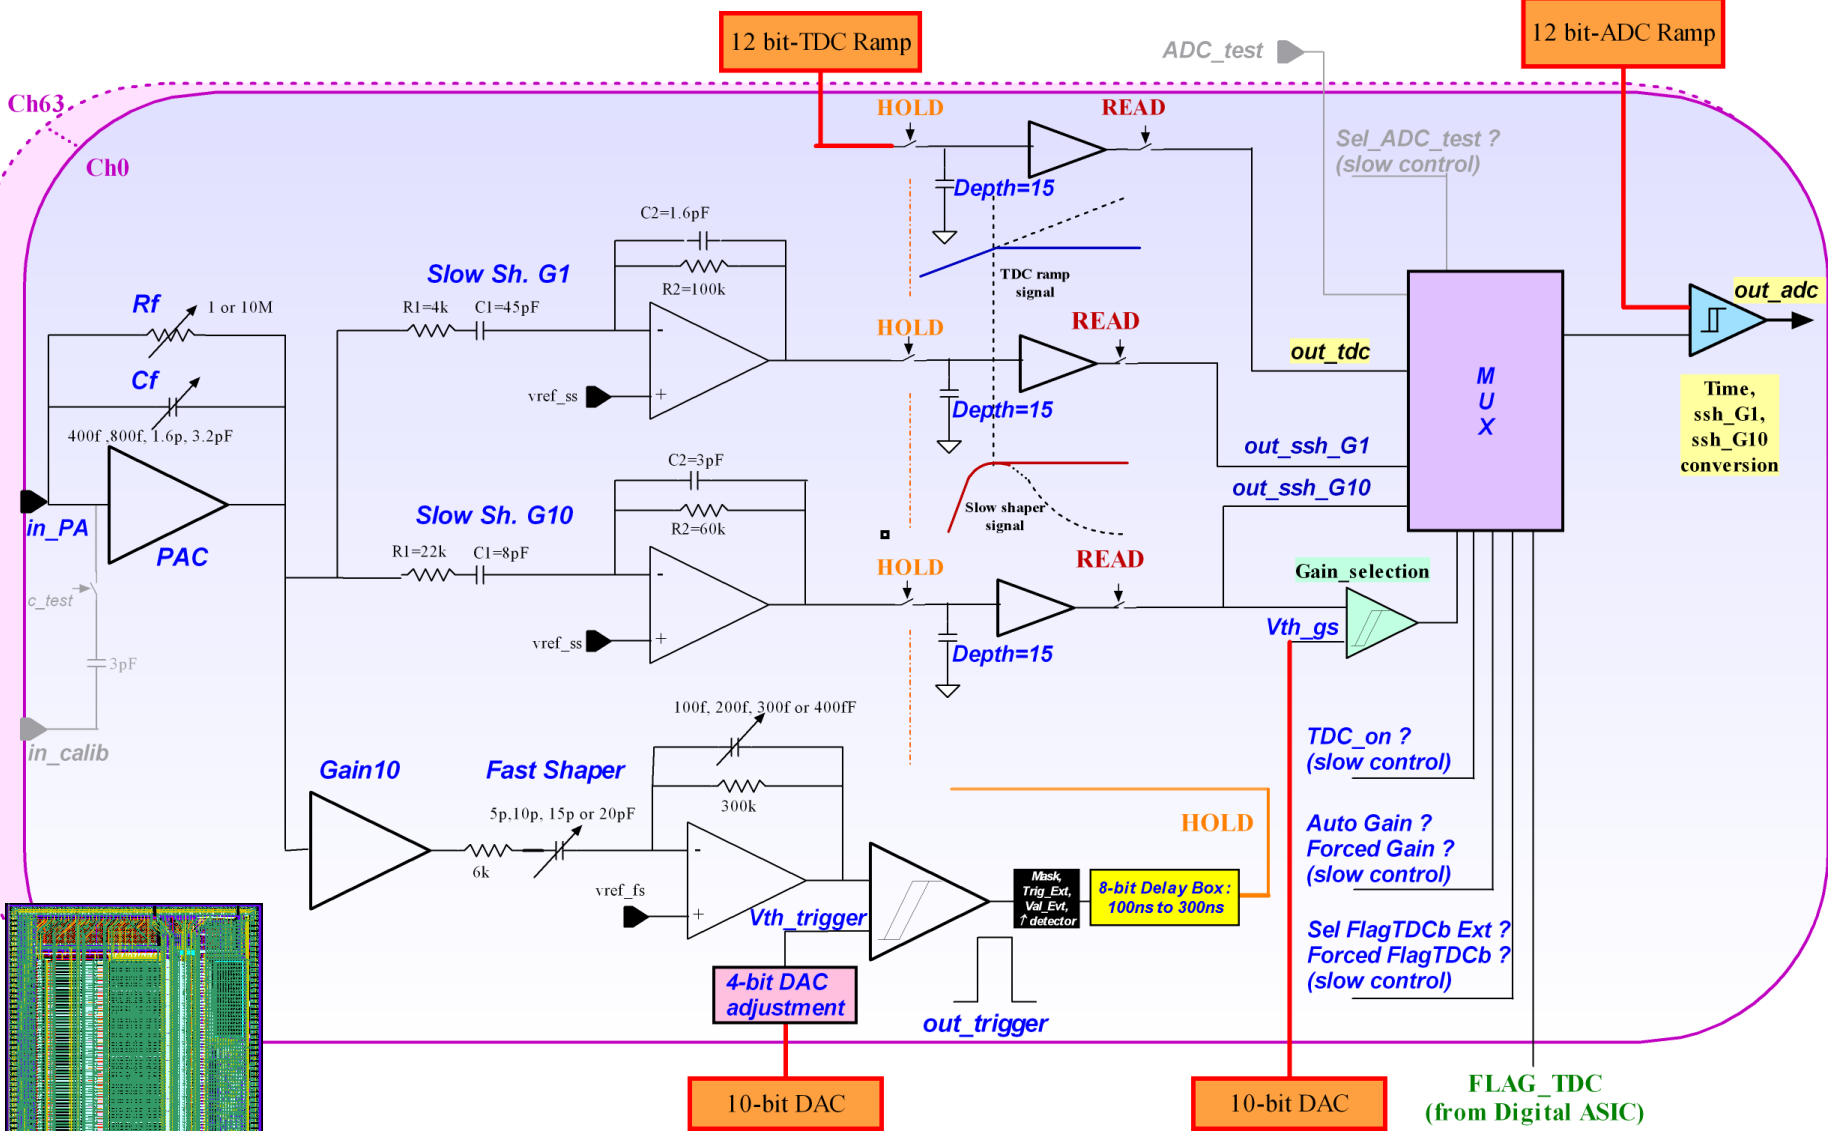 12 bit-TDC Ramp
12 bit-ADC Ramp
ADC_test
Ch63
Ch0
HOLD
READ
Sel_ADC_test ?
(slow control)
Depth=15
C2=1.6pF
R2=100k
Slow Sh. G1
R1=4k
C1=45pF
-
+
vref_ss
TDC ramp
signal
HOLD
READ
Depth=15
Rf
1 or 10M
Cf
400f ,800f, 1.6p, 3.2pF
in_PA
PAC
c_test
3pF
in_calib
out_tdc
out_ssh_G1
out_ssh_G10
M
U
X
out_adc
Time,
ssh_G1,
ssh_G10
conversion
C2=3pF
R2=60k
Slow Sh. G10
R1=22k
C1=8pF
-
+
vref_ss
Slow shaper
signal
HOLD
READ
Depth=15
Gain_selection
Vth_gs
100f, 200f, 300f or 400fF
300k
Gain10
Fast Shaper
5p,10p, 15p or 20pF
6k
-
+
vref_fs
Vth_trigger
4-bit DAC
adjustment
10-bit DAC
out_trigger
Mask,
Trig_Ext,
Val_Evt,
↑ detector
8-bit Delay Box :
100ns to 300ns
HOLD
TDC_on ?
(slow control)
Auto Gain ?
Forced Gain ?
(slow control)
Sel FlagTDCb Ext ?
Forced FlagTDCb ?
(slow control)
10-bit DAC
FLAG_TDC
(from Digital ASIC)